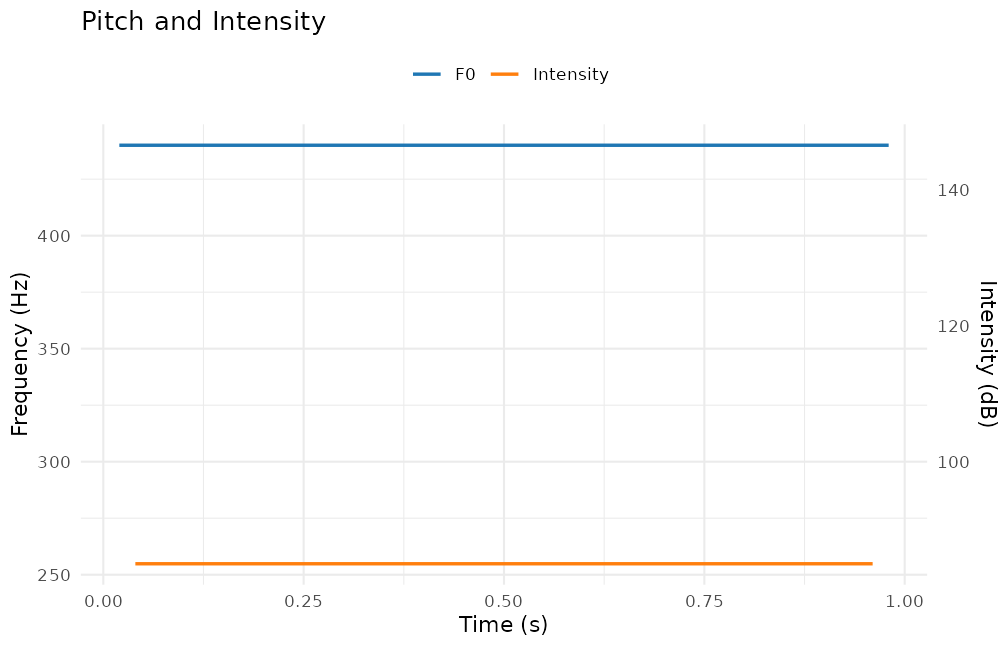 Pitch and Intensity
F0 Intensity
Frequency (Hz)
400
350
300
250
140
120
100
Intensity (dB)
0.00 0.25 0.50 0.75 1.00
Time (s)